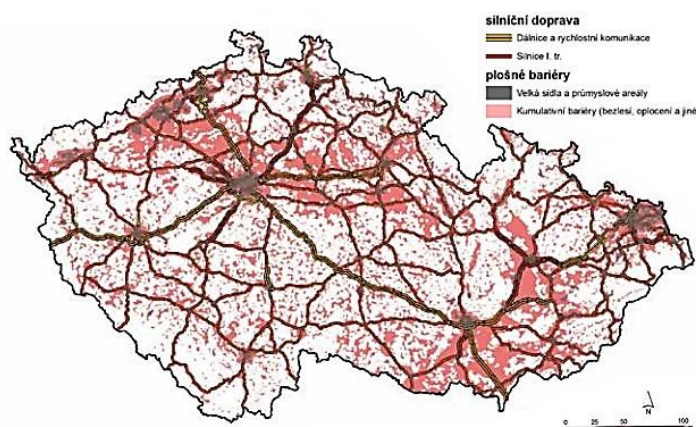 silniční doprava
Dálnice a rychlostní komunikace
Silnice I. tr.
plošné bariéry
Velká sídla a průmyslové areály
Kumulativní bariéry (bezlesí, oplocení a jiné
N
0 25 50 100